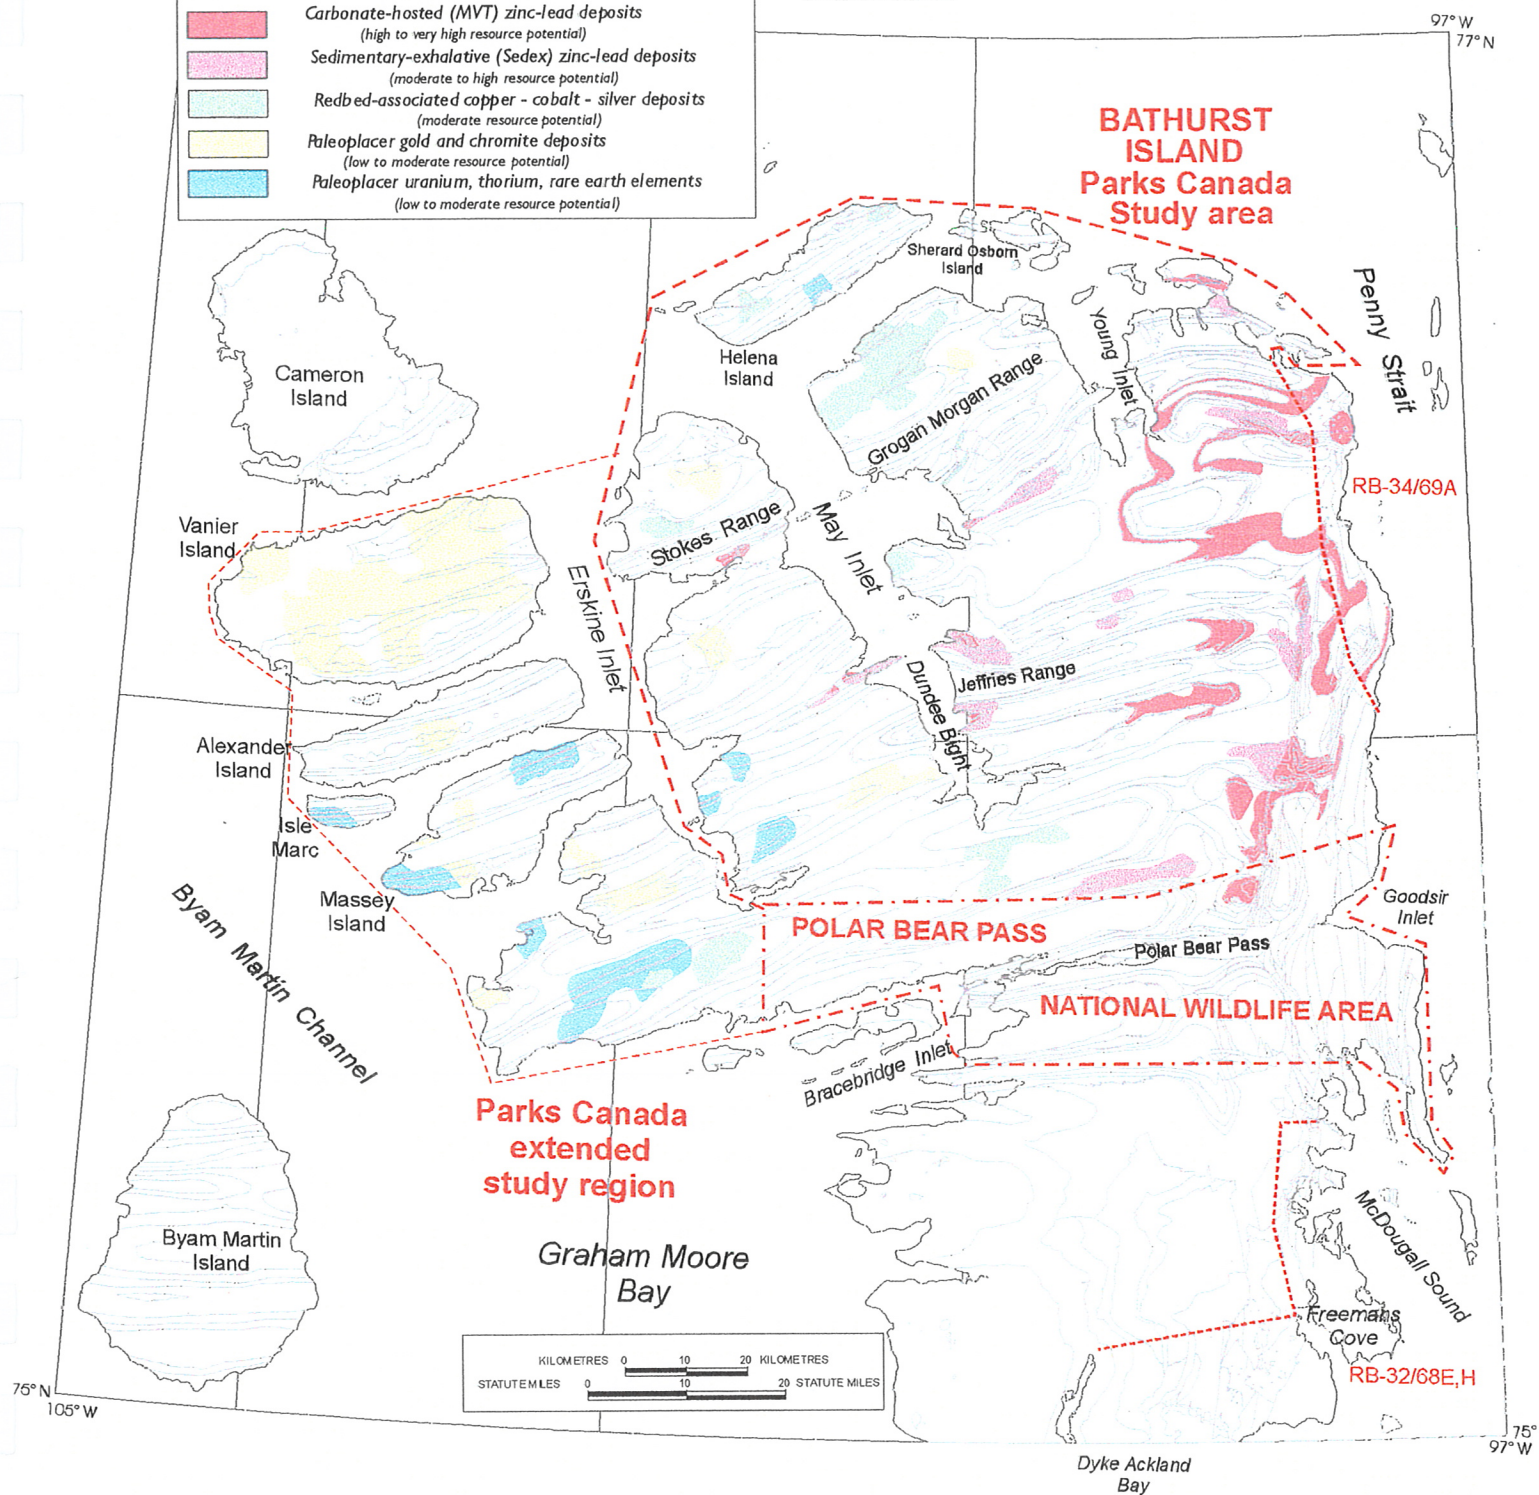 Carbonate-hosted (MVT) zinc-lead deposits
(high to very high resource potential)
Sedimentary-exhalative (Sedex) zinc-lead deposits
(moderate to high resource potential)
Redbed-associated copper - cobalt - silver deposits
(moderate resource potential)
Paleoplacer gold and chromite deposits
(low to moderate resource potential)
Paleoplacer uranium, thorium, rare earth elements
(low to moderate resource potential)
97° W
77° N
BATHURST
ISLAND
Parks Canada
Study area
Sherard Osborn
Island
Penny Strait
Young Inlet
Helena
Island
Cameron
Island
Grogan Morgan Range
RB-34/69A
Vanier
Island
Stokes Range
May Inlet
Erskine Inlet
Dundee Bight
Jeffries Range
Alexander
Island
Isle
Marc
Massey
Island
Goodsir
Inlet
POLAR BEAR PASS
Polar Bear Pass
Byam Martin Channel
NATIONAL WILDLIFE AREA
Bracebridge Inlet
Parks Canada
extended
study region
McDougall Sound
Byam Martin
Island
Graham Moore
Bay
Freemans
Cove
KILOMETRES 0 10 20 KILOMETRES
STATUTE MILES 0 10 20 STATUTE MILES
RB-32/68E,H
75° N
105° W
75°
97° W
Dyke Ackland
Bay